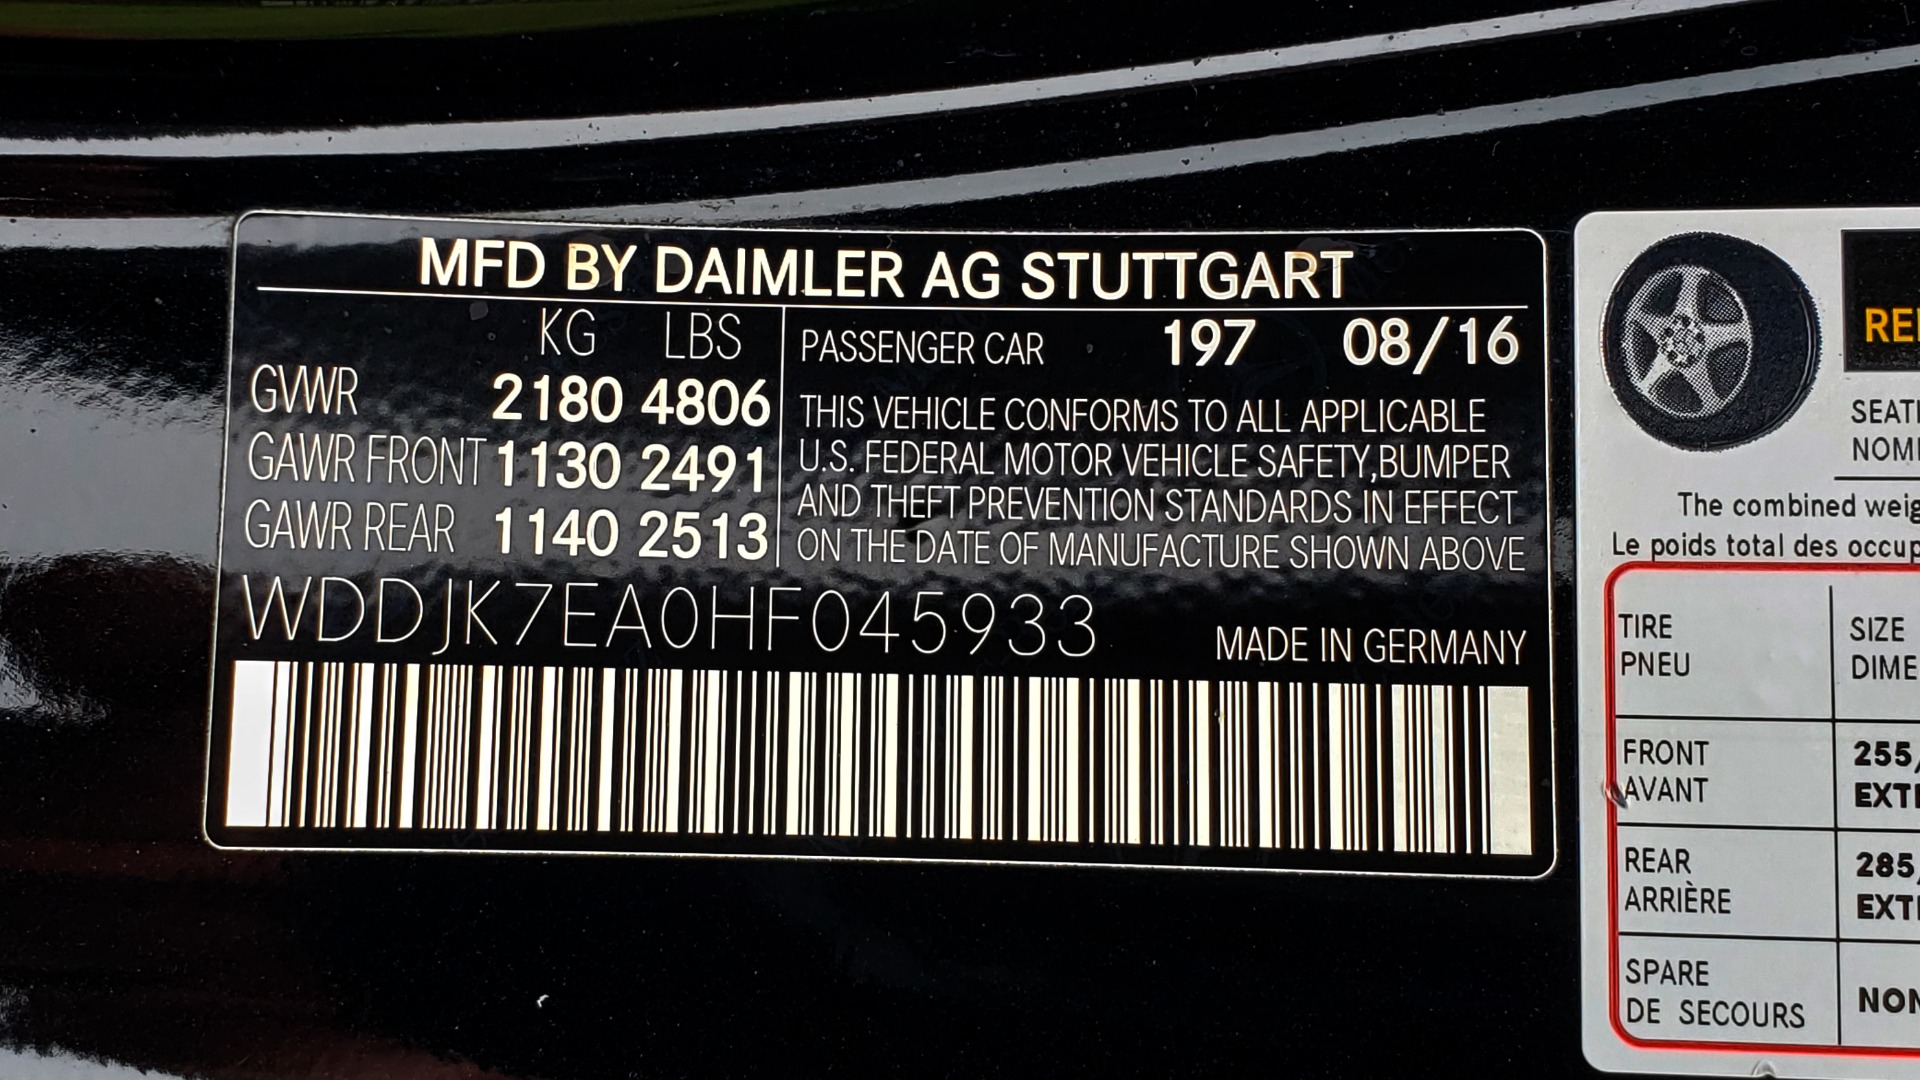 MFD BY DAIMLER AG STUTTGART
KG LBS
GVWR 2180 4806
GAWR FRONT 1130 2491
GAWR REAR 1140 2513
PASSENGER CAR 197 08/16
THIS VEHICLE CONFORMS TO ALL APPLICABLE
U.S. FEDERAL MOTOR VEHICLE SAFETY,BUMPER
AND THEFT PREVENTION STANDARDS IN EFFECT
ON THE DATE OF MANUFACTURE SHOWN ABOVE
WDDJK7EA0HF045933
MADE IN GERMANY
The combined
Le poids total des
TIRE SIZE
PNEU
FRONT 255/
AVANT
REAR 285/
ARRIÈRE
SPARE
DE SECOURS